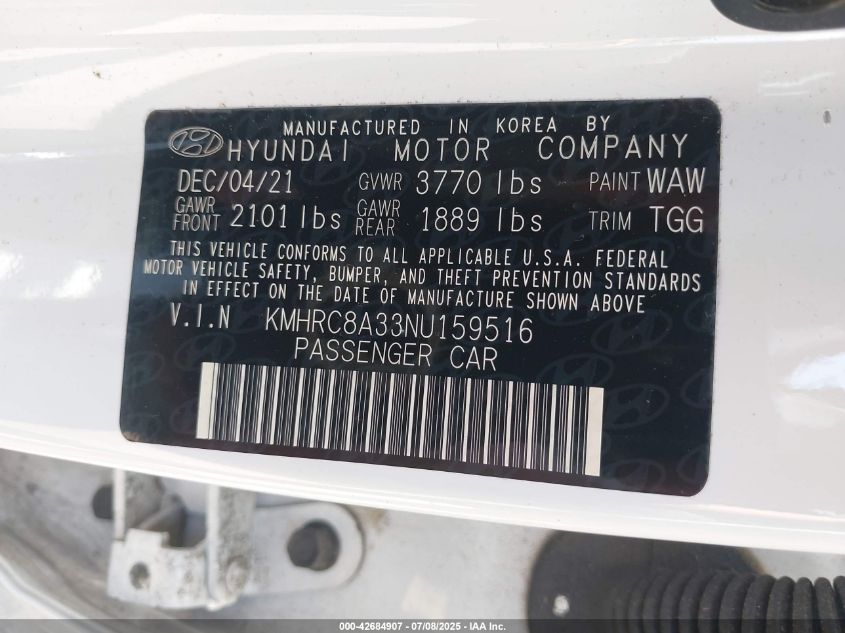 MANUFACTURED IN KOREA BY
HYUNDAI MOTOR COMPANY
DEC/04/21 GVWR 3770 lbs PAINT WAW
GAWR FRONT 2101 lbs GAWR REAR 1889 lbs TRIM TGG
THIS VEHICLE CONFORMS TO ALL APPLICABLE U.S.A. FEDERAL
MOTOR VEHICLE SAFETY, BUMPER, AND THEFT PREVENTION STANDARDS
IN EFFECT ON THE DATE OF MANUFACTURE SHOWN ABOVE
V.I.N KMHRC8A33NU159516
PASSENGER CAR
000-42684907 - 07/08/2025 - IAA Inc.